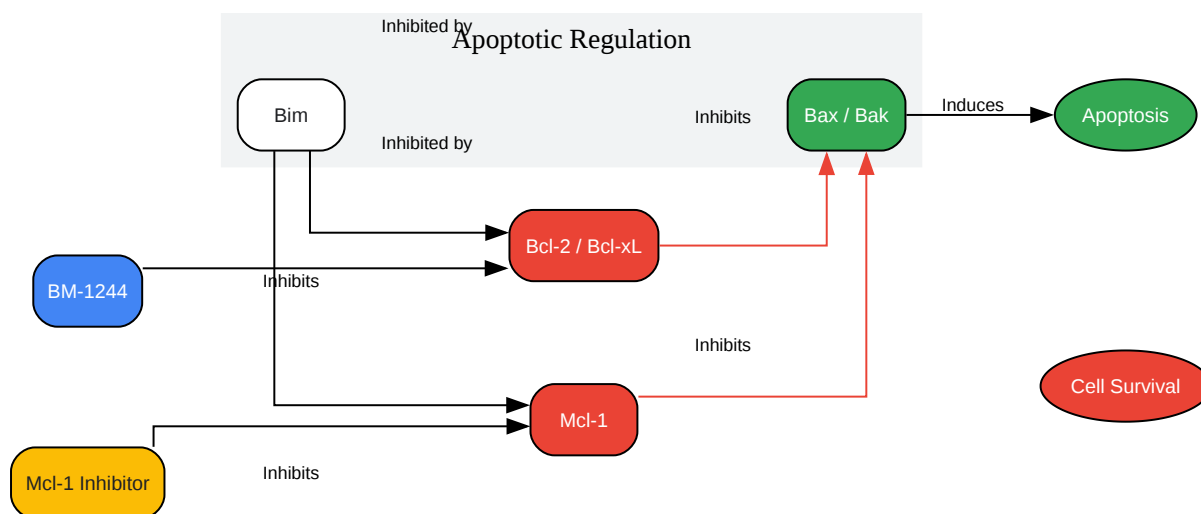 Inhibited by
Apoptotic Regulation
Bim
Inhibited by
Inhibits
Bax / Bak
Induces
Apoptosis
Bcl-2 / Bcl-xL
BM-1244
Inhibits
Inhibits
Cell Survival
Mcl-1
Mcl-1 Inhibitor
Inhibits